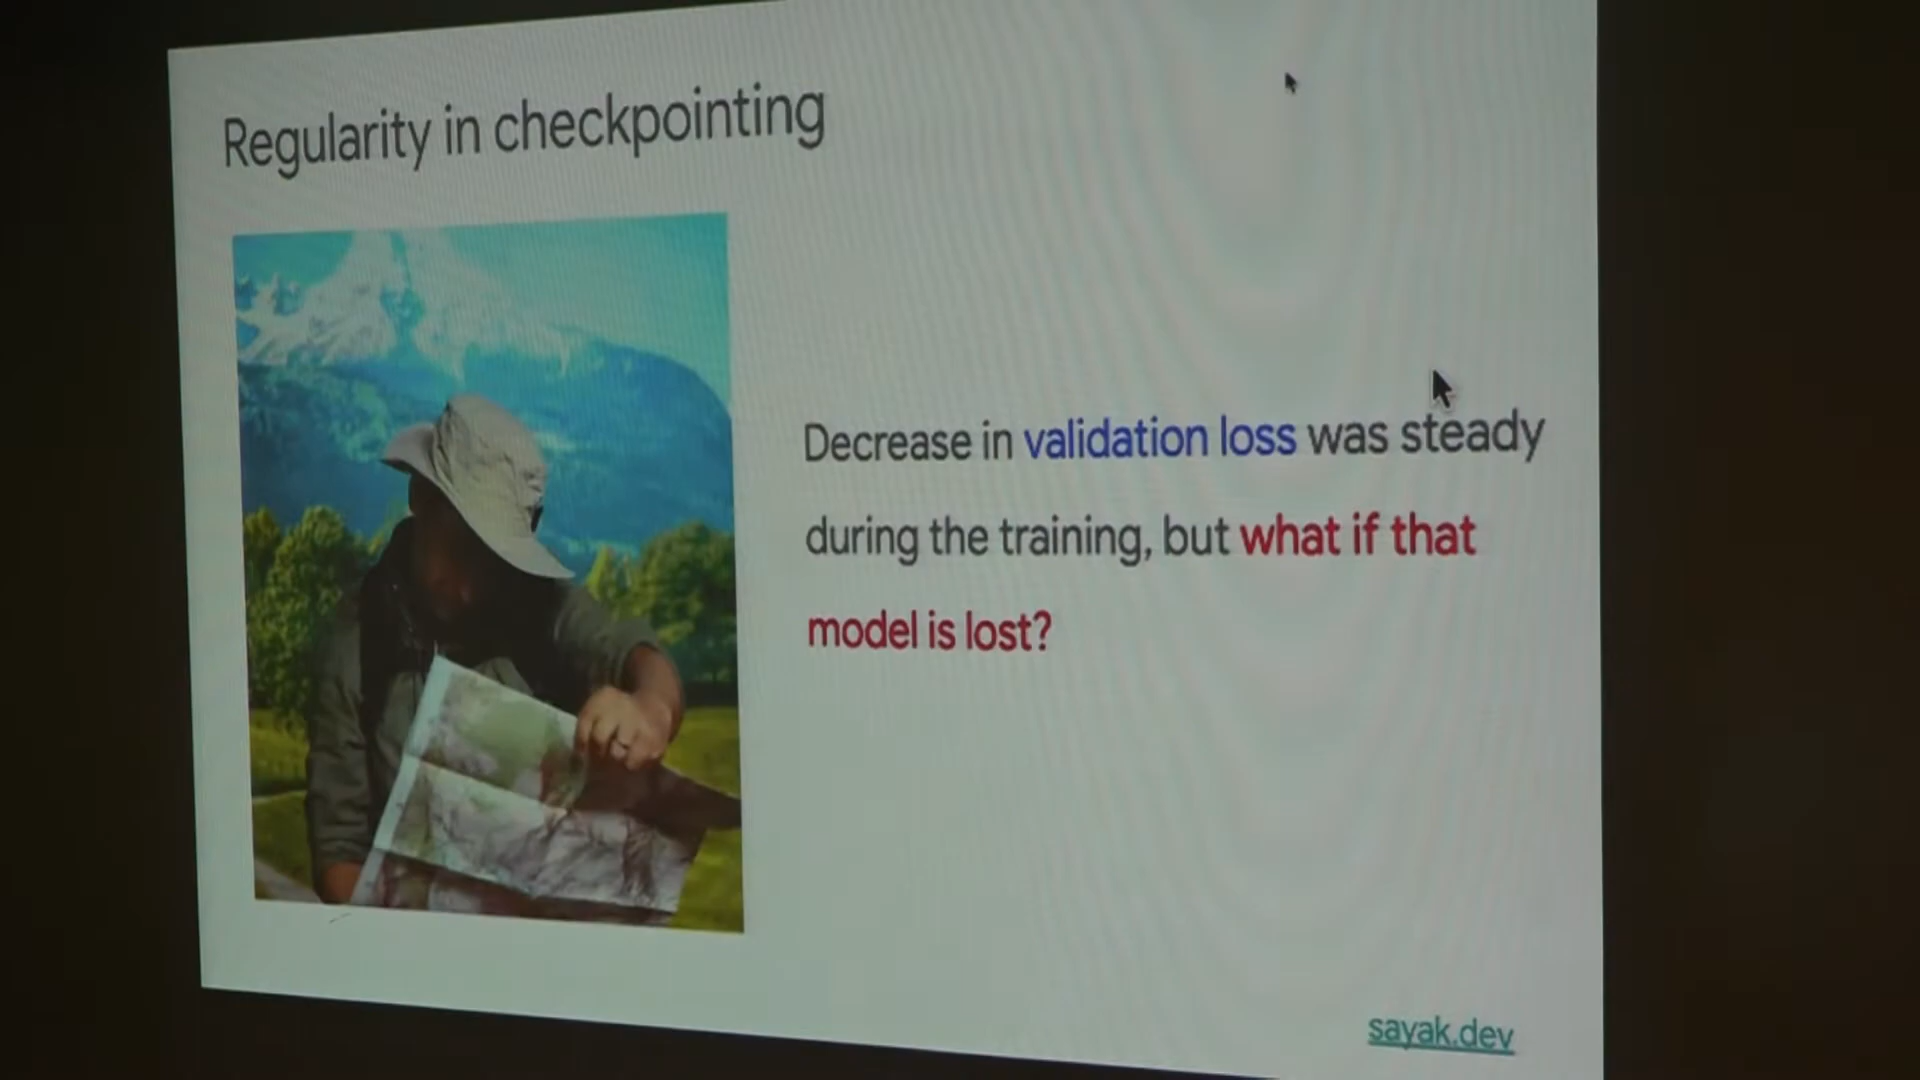 Regularity in checkpointing
Decrease in validation loss was steady
during the training, but what if that
model is lost?
sayak.dev